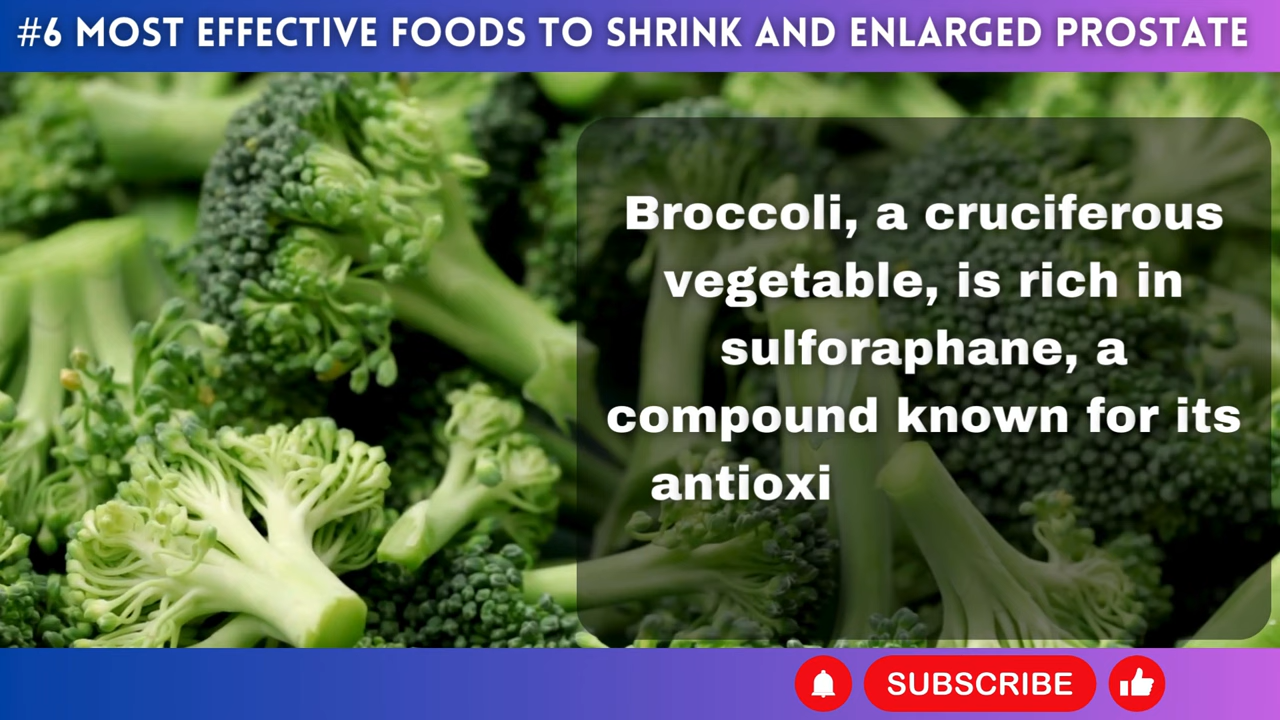 #6 MOST EFFECTIVE FOODS TO SHRINK AND ENLARGED PROSTATE
Broccoli, a cruciferous
vegetable, is rich in
sulforaphane, a
compound known for its
antioxi
SUBSCRIBE